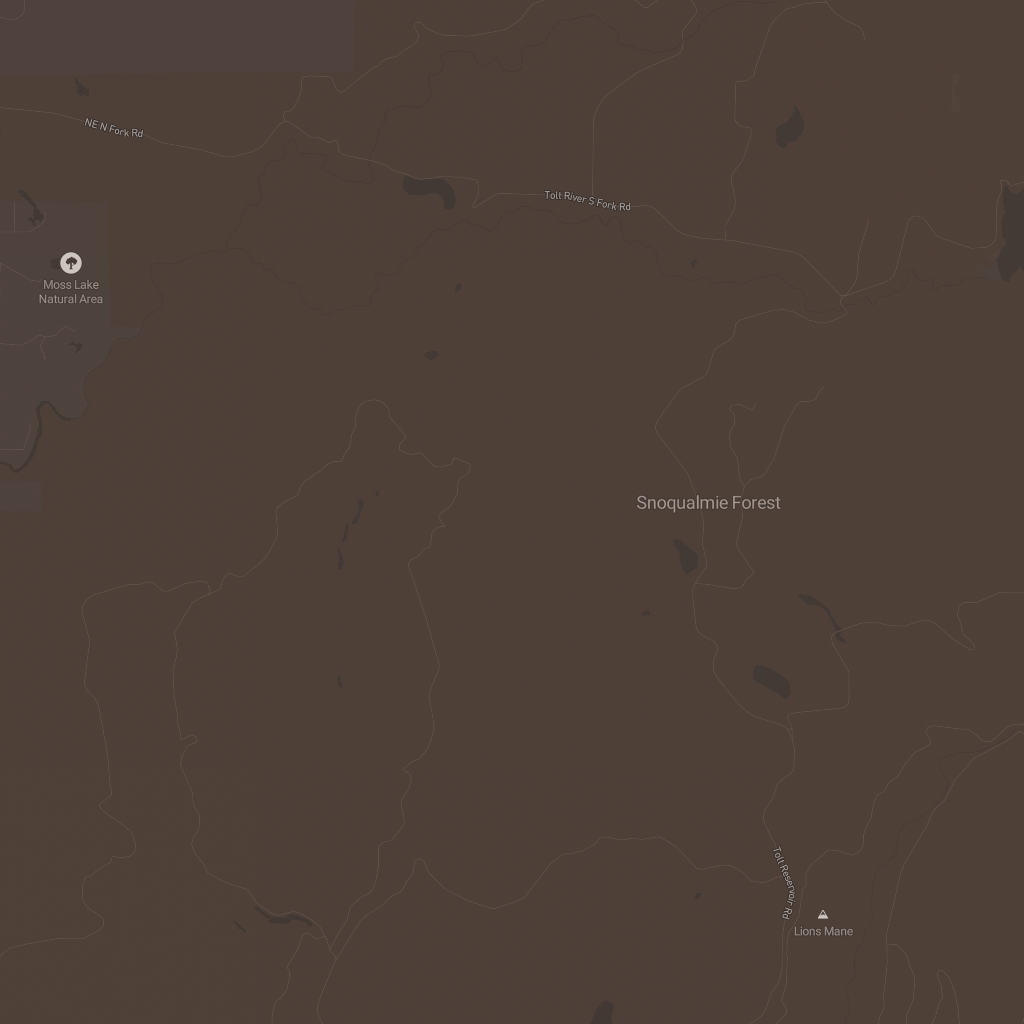 NE N Fork Rd
Tolt River S Fork Rd
Moss Lake
Natural Area
Snoqualmie Forest
Tolt Reservoir Rd
Lions Mane